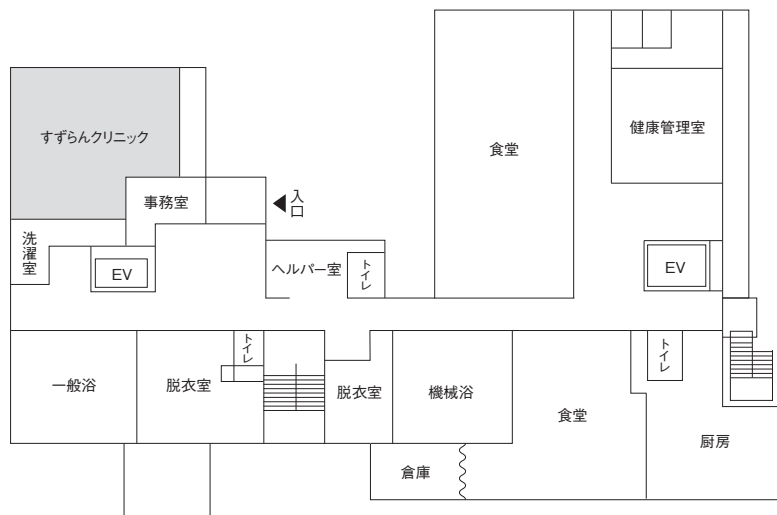 すずらんクリニック
食堂
健康管理室
事務室
入口
洗濯室
EV
ヘルパー室
トイレ
EV
一般浴
脱衣室
トイレ
脱衣室
機械浴
食堂
トイレ
厨房
倉庫